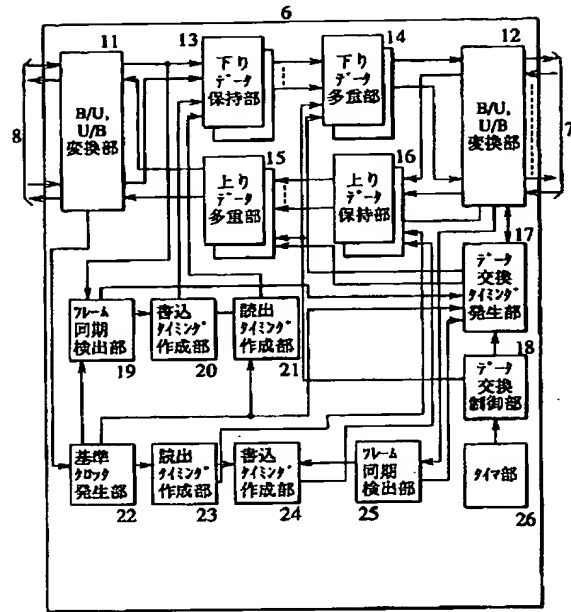 6
11
13
14
12
B/U,
U/B
変換部
下り
データ
保持部
下り
データ
多重部
B/U,
U/B
変換部
8
7
15
16
上り
データ
多重部
上り
データ
保持部
17
データ
交換
タイミング
発生部
フレーム
同期
検出部
書込
タイミング
作成部
読出
タイミング
作成部
19
20
21
18
データ
交換
制御部
基準
クロック
発生部
読出
タイミング
作成部
書込
タイミング
作成部
フレーム
同期
検出部
タイマ部
22
23
24
25
26